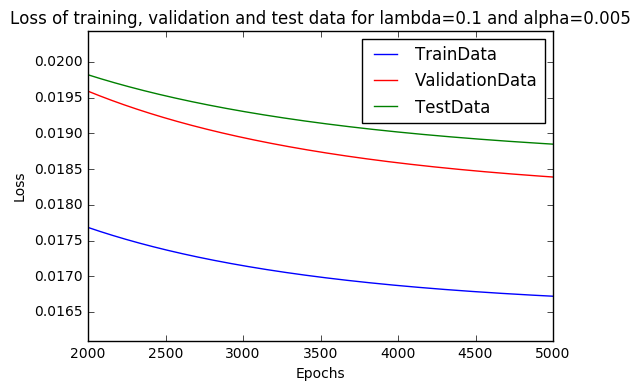 Loss of training, validation and test data for lambda=0.1 and alpha=0.005
TrainData
ValidationData
TestData
0.0200
0.0195
0.0190
0.0185
0.0180
0.0175
0.0170
0.0165
Loss
2000 2500 3000 3500 4000 4500 5000
Epochs